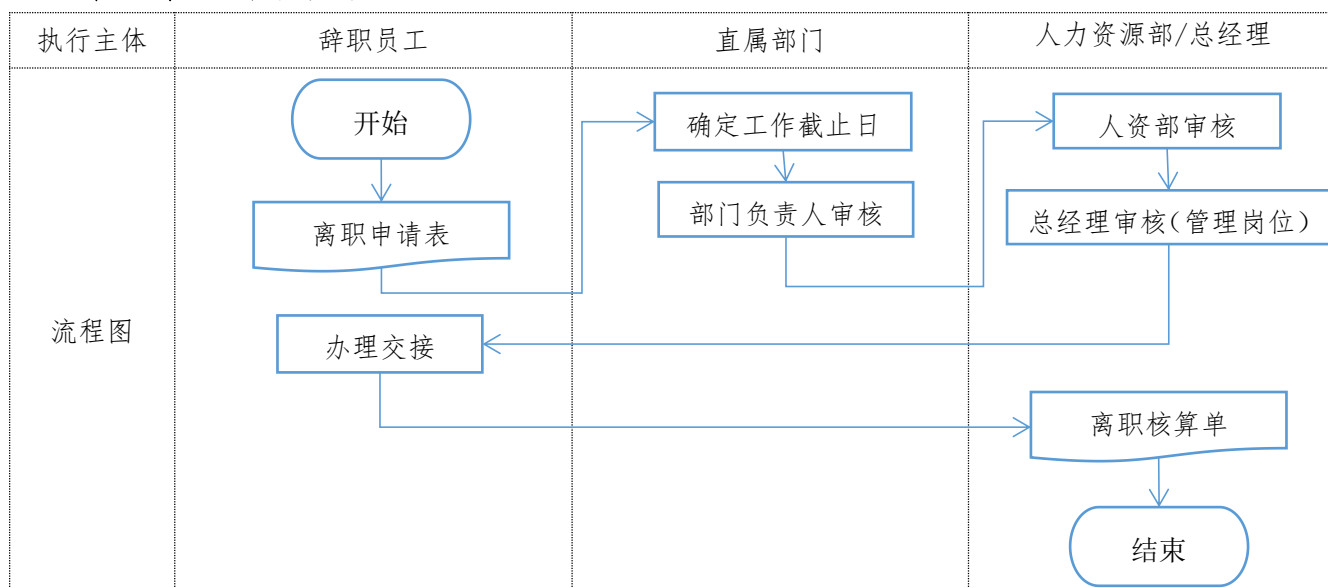 执行主体
辞职员工
直属部门
人力资源部/总经理
流程图
开始
离职申请表
确定工作截止日
部门负责人审核
人资部审核
总经理审核(管理岗位)
办理交接
离职核算单
结束